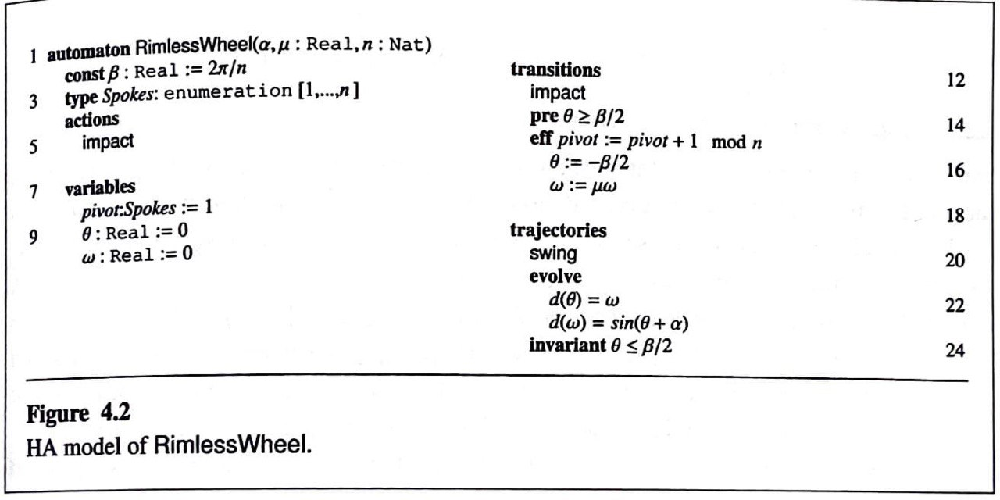 1 automaton RimlessWheel(α, μ : Real, n : Nat)
const β : Real := 2π/n
3 type Spokes: enumeration [1,...,n]
actions
5 impact
7 variables
pivot:Spokes := 1
9 θ : Real := 0
ω : Real := 0
transitions 12
impact
pre θ ≥ β/2 14
eff pivot := pivot + 1 mod n
θ := −β/2 16
ω := μω
18
trajectories
swing 20
evolve
d(θ) = ω 22
d(ω) = sin(θ + α)
invariant θ ≤ β/2 24
Figure 4.2
HA model of RimlessWheel.